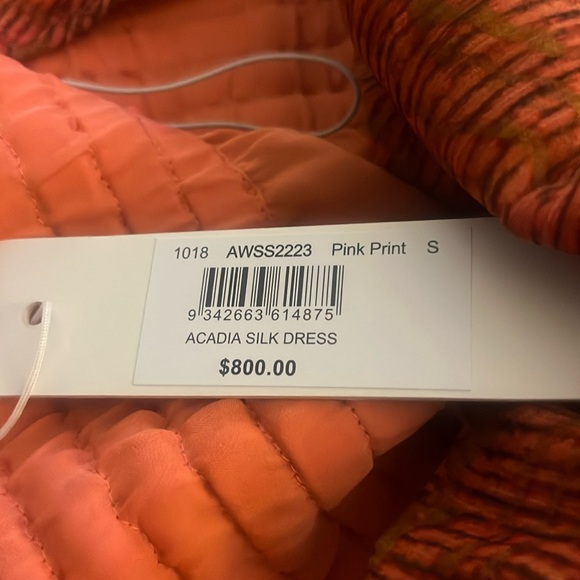 1018 AWSS2223 Pink Print S
9 342663 614875
ACADIA SILK DRESS
$800.00